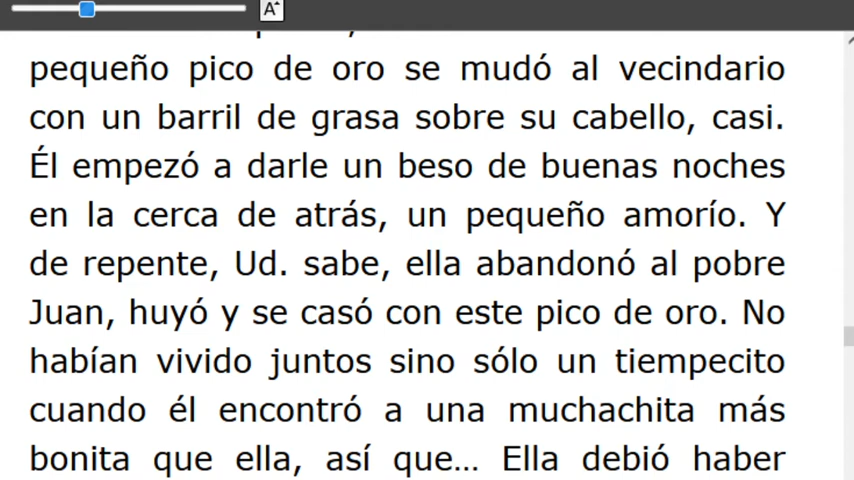 A
pequeño pico de oro se mudó al vecindario
con un barril de grasa sobre su cabello, casi.
Él empezó a darle un beso de buenas noches
en la cerca de atrás, un pequeño amorío. Y
de repente, Ud. sabe, ella abandonó al pobre
Juan, huyó y se casó con este pico de oro. No
habían vivido juntos sino sólo un tiempecito
cuando él encontró a una muchachita más
bonita que ella, así que… Ella debió haber